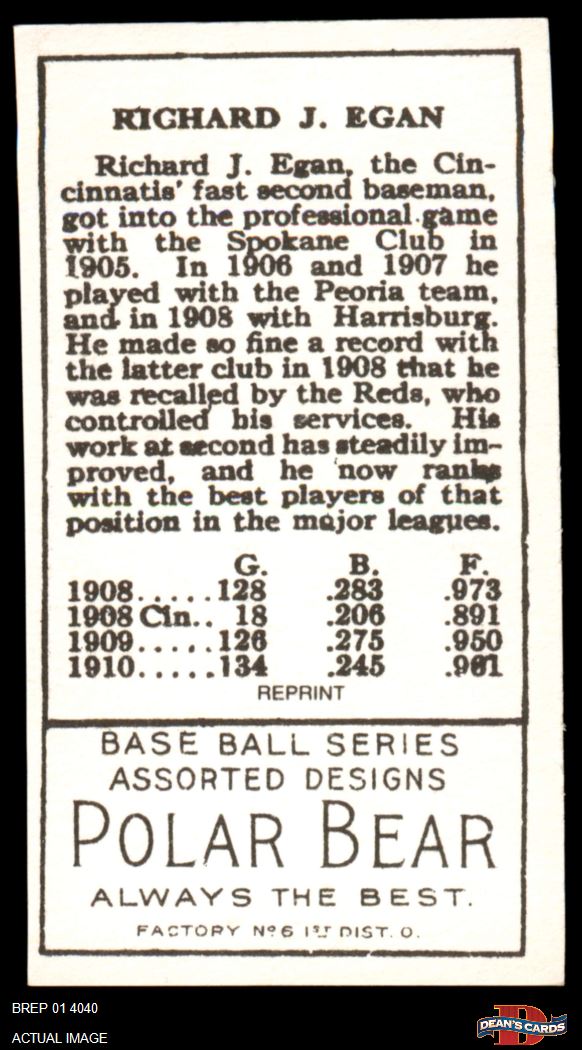 RICHARD J. EGAN
Richard J. Egan, the Cin-
cinnatis' fast second baseman,
got into the professional game
with the Spokane Club in
1905. In 1906 and 1907 he
played with the Peoria team,
and in 1908 with Harrisburg.
He made so fine a record with
the latter club in 1908 that he
was recalled by the Reds, who
controlled his services. His
work at second has steadily im-
proved, and he now ranks
with the best players of that
position in the major leagues.
G. B. F.
1908.....128 .283 .973
1908 Cin.. 18 .206 .891
1909.....126 .275 .950
1910.....134 .245 .961
REPRINT
BASE BALL SERIES
ASSORTED DESIGNS
POLAR BEAR
ALWAYS THE BEST.
FACTORY Nº 6 1ST DIST. O.
BREP 01 4040
ACTUAL IMAGE
D
DEAN'S CARDS